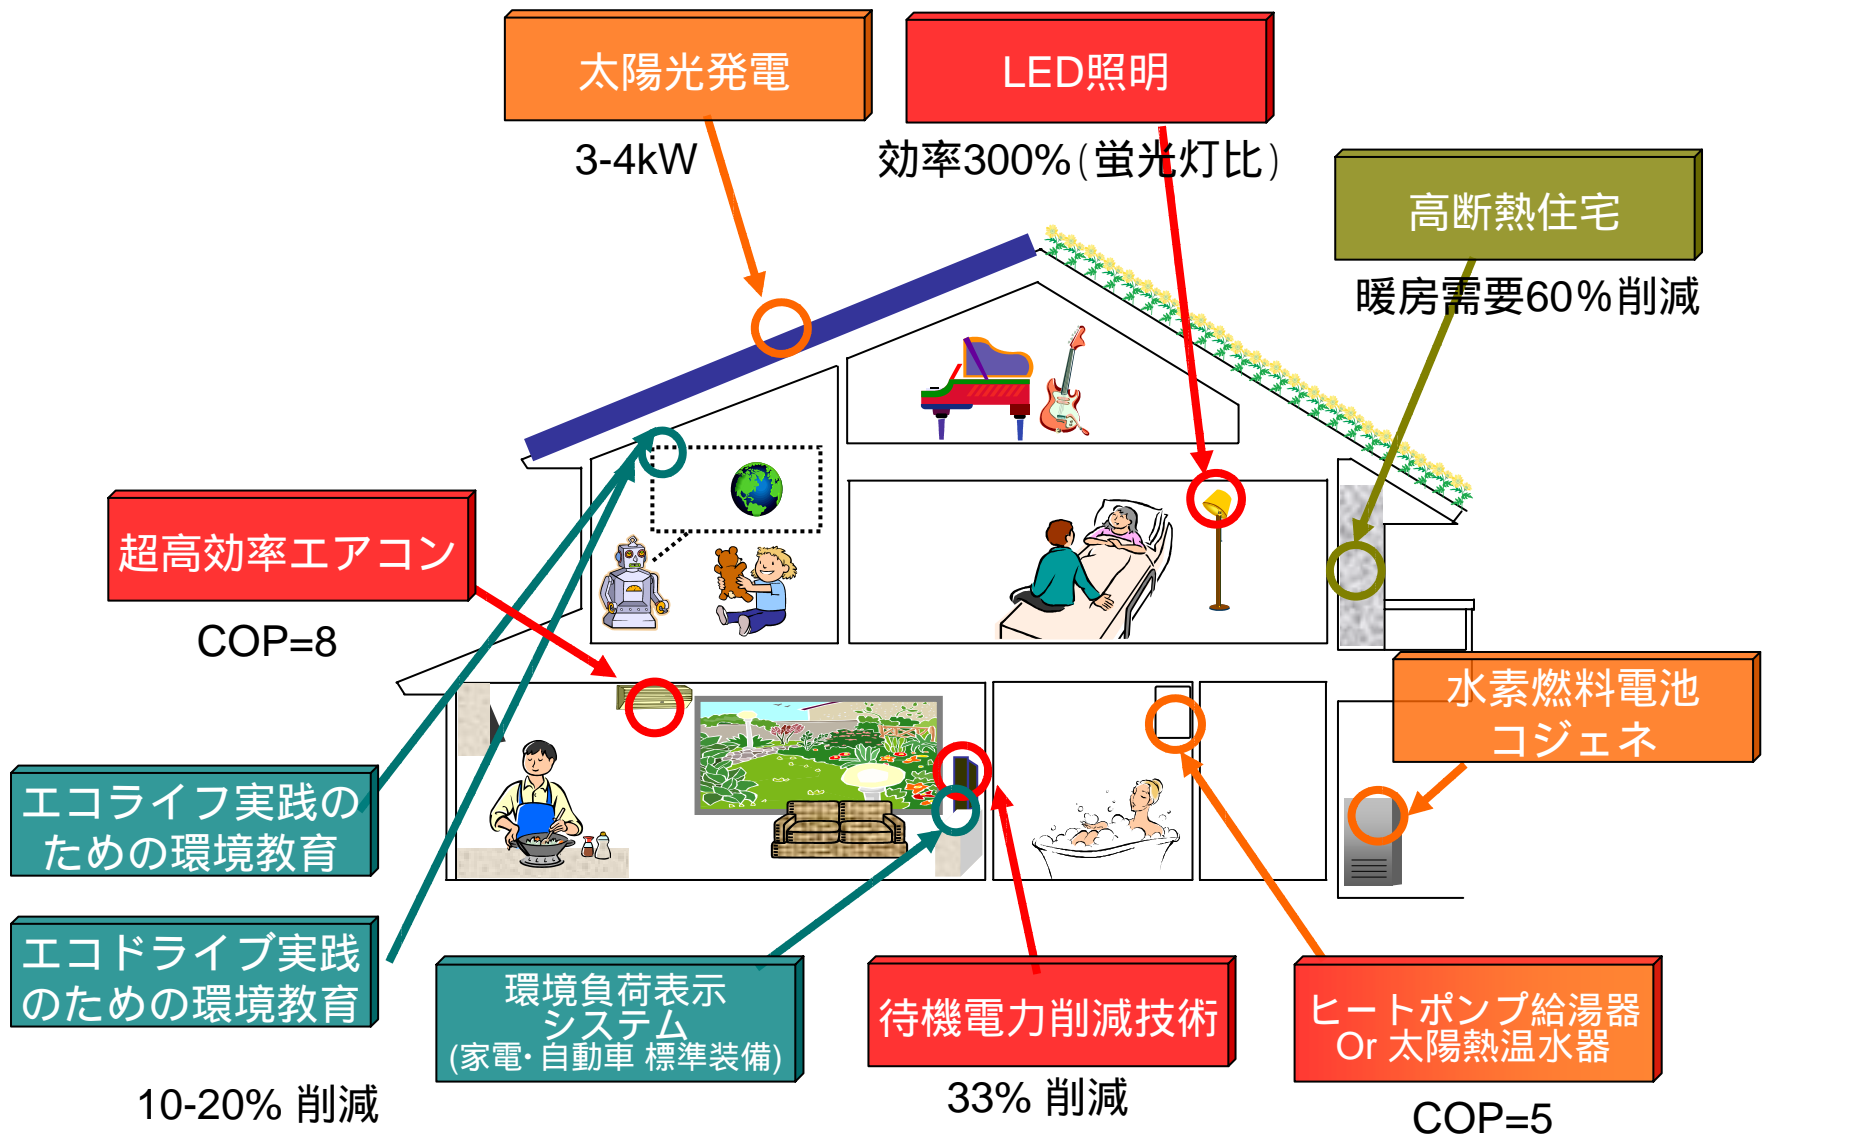 太陽光発電
3-4kW
LED照明
効率300%(蛍光灯比)
高断熱住宅
暖房需要60%削減
超高効率エアコン
COP=8
水素燃料電池
コジェネ
エコライフ実践の
ための環境教育
エコドライブ実践
のための環境教育
10-20% 削減
環境負荷表示
システム
(家電・自動車 標準装備)
待機電力削減技術
33% 削減
ヒートポンプ給湯器
Or 太陽熱温水器
COP=5